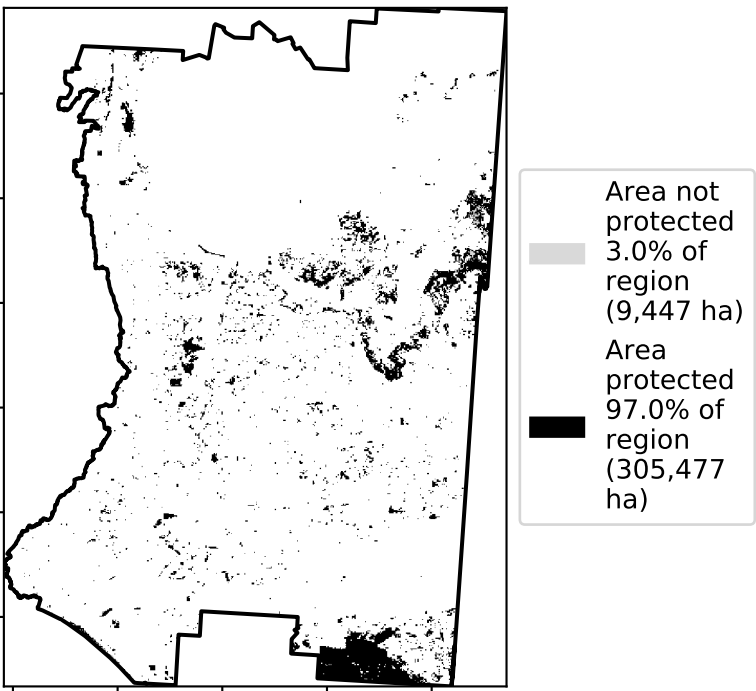 Area not
protected
3.0% of
region
(9,447 ha)
Area
protected
97.0% of
region
(305,477
ha)